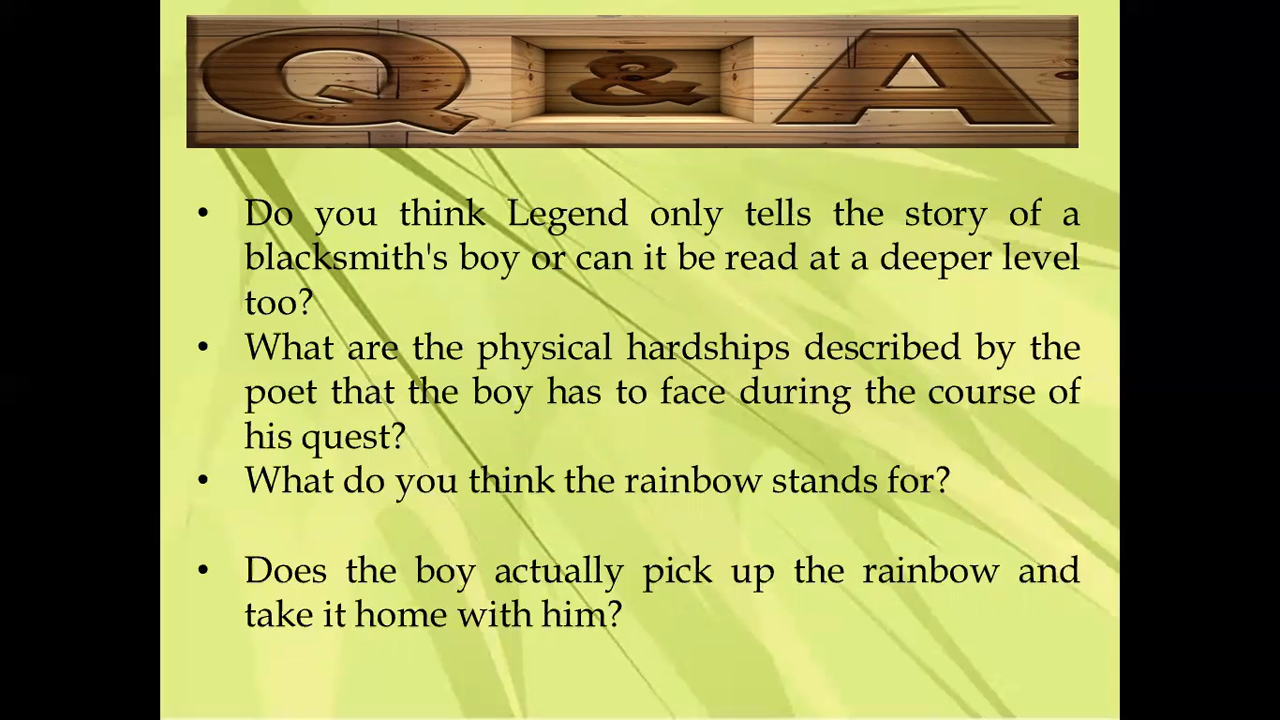 Q & A
• Do you think Legend only tells the story of a
blacksmith's boy or can it be read at a deeper level
too?
• What are the physical hardships described by the
poet that the boy has to face during the course of
his quest?
• What do you think the rainbow stands for?
• Does the boy actually pick up the rainbow and
take it home with him?